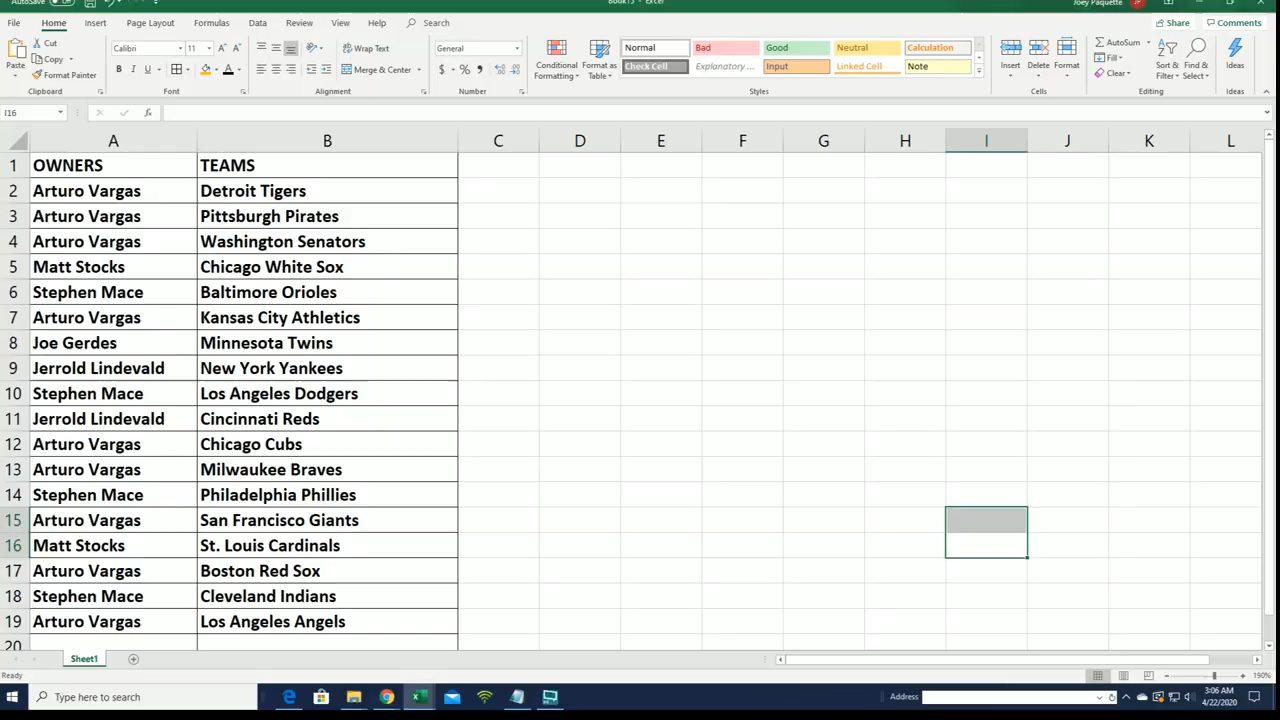 AutoSave Off
Book15 - Excel
Joey Paquette
File Home Insert Page Layout Formulas Data Review View Help Search Share Comments
Paste Cut Copy Format Painter Clipboard
Calibri 11 A A B I U A Font
Wrap Text Merge & Center Alignment
General $ % , Number
Conditional Formatting Format as Table
Normal Bad Good Neutral Calculation
Check Cell Explanatory ... Input Linked Cell Note
Styles
Insert Delete Format Cells
AutoSum Fill Clear Sort & Filter Find & Select Editing
Ideas Ideas
I16 fx
A B C D E F G H I J K L
1 OWNERS TEAMS
2 Arturo Vargas Detroit Tigers
3 Arturo Vargas Pittsburgh Pirates
4 Arturo Vargas Washington Senators
5 Matt Stocks Chicago White Sox
6 Stephen Mace Baltimore Orioles
7 Arturo Vargas Kansas City Athletics
8 Joe Gerdes Minnesota Twins
9 Jerrold Lindevald New York Yankees
10 Stephen Mace Los Angeles Dodgers
11 Jerrold Lindevald Cincinnati Reds
12 Arturo Vargas Chicago Cubs
13 Arturo Vargas Milwaukee Braves
14 Stephen Mace Philadelphia Phillies
15 Arturo Vargas San Francisco Giants
16 Matt Stocks St. Louis Cardinals
17 Arturo Vargas Boston Red Sox
18 Stephen Mace Cleveland Indians
19 Arturo Vargas Los Angeles Angels
20
Sheet1
Ready 190%
Type here to search Address 3:06 AM
4/22/2020